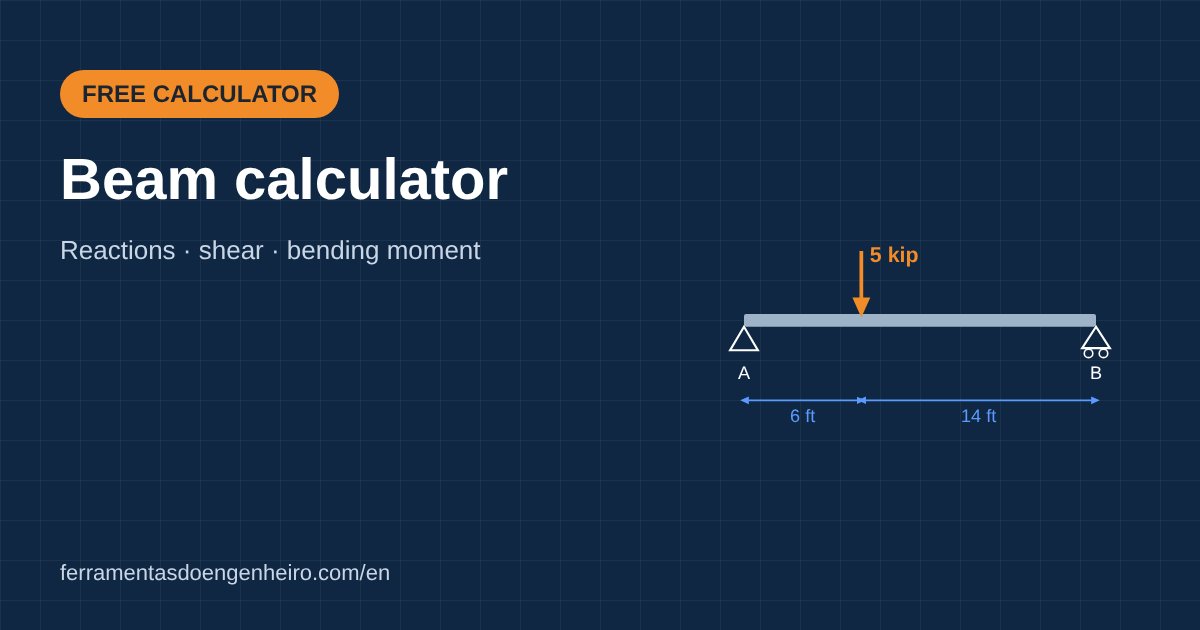 FREE CALCULATOR
Beam calculator
Reactions · shear · bending moment
5 kip
A
B
6 ft
14 ft
ferramentasdoengenheiro.com/en